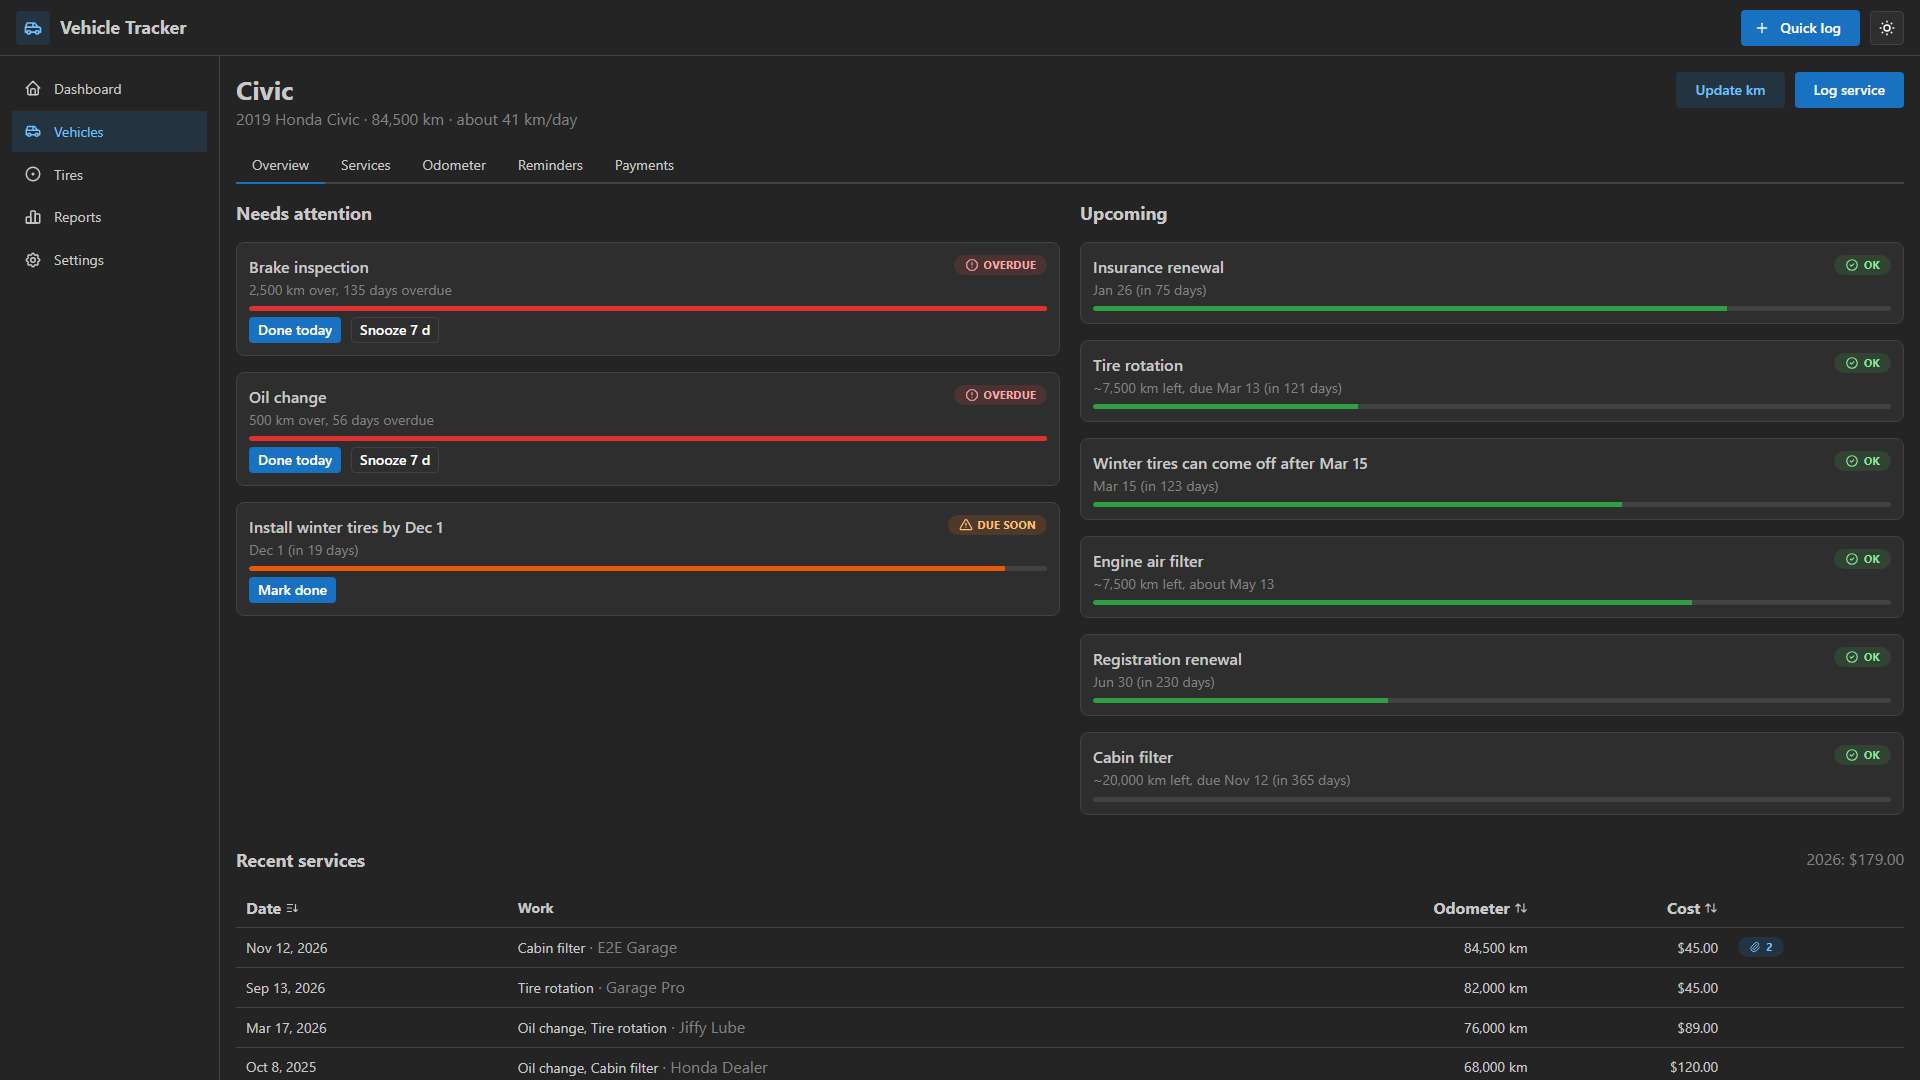 Vehicle Tracker
Quick log
Dashboard
Vehicles
Tires
Reports
Settings
Civic
2019 Honda Civic · 84,500 km · about 41 km/day
Update km
Log service
Overview
Services
Odometer
Reminders
Payments
Needs attention
Brake inspection
OVERDUE
2,500 km over, 135 days overdue
Done today
Snooze 7 d
Oil change
OVERDUE
500 km over, 56 days overdue
Done today
Snooze 7 d
Install winter tires by Dec 1
DUE SOON
Dec 1 (in 19 days)
Mark done
Upcoming
Insurance renewal
OK
Jan 26 (in 75 days)
Tire rotation
OK
~7,500 km left, due Mar 13 (in 121 days)
Winter tires can come off after Mar 15
OK
Mar 15 (in 123 days)
Engine air filter
OK
~7,500 km left, about May 13
Registration renewal
OK
Jun 30 (in 230 days)
Cabin filter
OK
~20,000 km left, due Nov 12 (in 365 days)
Recent services
2026: $179.00
Date Work Odometer Cost
Nov 12, 2026 Cabin filter · E2E Garage 84,500 km $45.00 2
Sep 13, 2026 Tire rotation · Garage Pro 82,000 km $45.00
Mar 17, 2026 Oil change, Tire rotation · Jiffy Lube 76,000 km $89.00
Oct 8, 2025 Oil change, Cabin filter · Honda Dealer 68,000 km $120.00